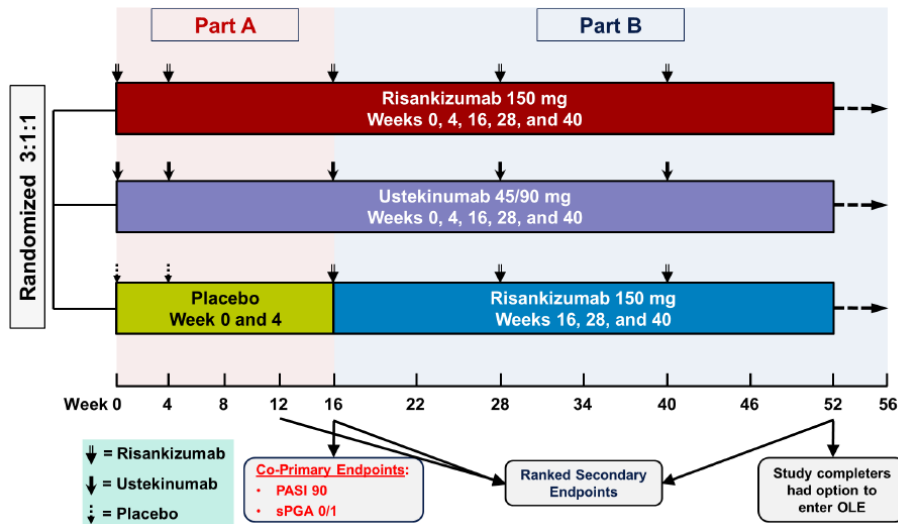 Part A
Part B
Randomized 3:1:1
Risankizumab 150 mg
Weeks 0, 4, 16, 28, and 40
Ustekinumab 45/90 mg
Weeks 0, 4, 16, 28, and 40
Placebo
Week 0 and 4
Risankizumab 150 mg
Weeks 16, 28, and 40
Week 0 4 8 12 16 22 28 34 40 46 52 56
= Risankizumab
= Ustekinumab
= Placebo
Co-Primary Endpoints:
• PASI 90
• sPGA 0/1
Ranked Secondary
Endpoints
Study completers
had option to
enter OLE